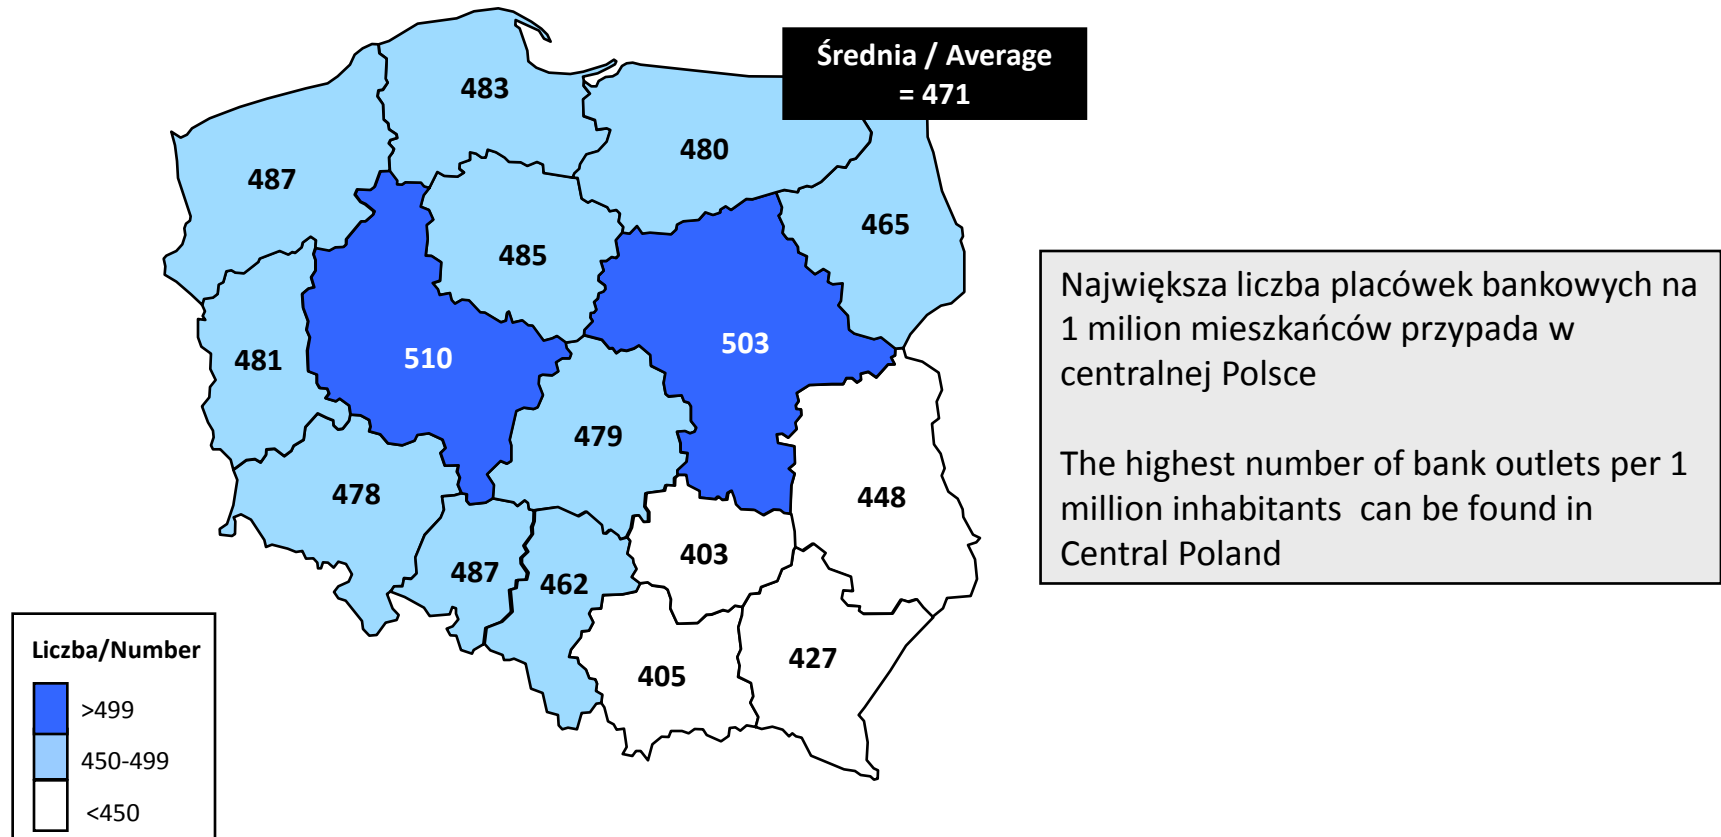 Średnia / Average
= 471
483
480
487
465
485
503
510
481
479
478
448
403
487
462
427
405
Największa liczba placówek bankowych na
1 milion mieszkańców przypada w
centralnej Polsce
The highest number of bank outlets per 1
million inhabitants can be found in
Central Poland
Liczba/Number
>499
450-499
<450